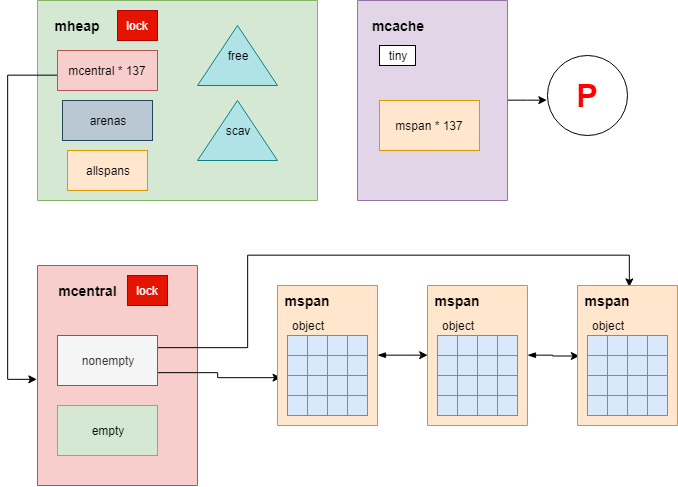 mheap
lock
mcentral * 137
arenas
allspans
free
scav
mcache
tiny
mspan * 137
P
mcentral
lock
nonempty
empty
mspan
object
mspan
object
mspan
object